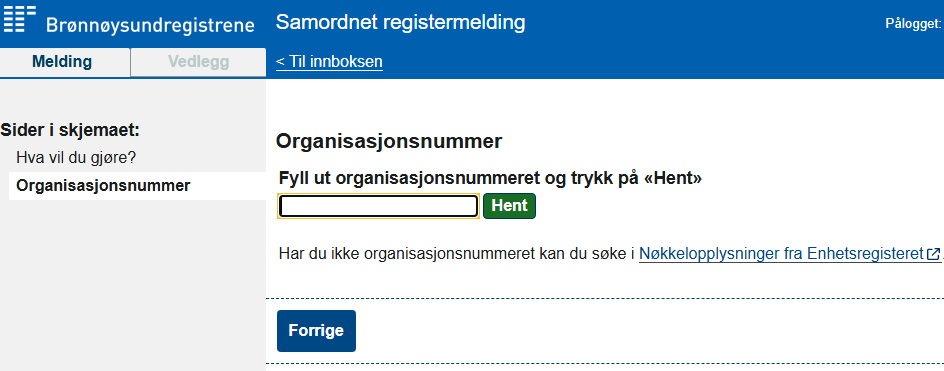 Brønnøysundregistrene
Samordnet registermelding
Pålogget:
Melding
Vedlegg
< Til innboksen
Sider i skjemaet:
Hva vil du gjøre?
Organisasjonsnummer
Organisasjonsnummer
Fyll ut organisasjonsnummeret og trykk på «Hent»
Hent
Har du ikke organisasjonsnummeret kan du søke i Nøkkelopplysninger fra Enhetsregisteret.
Forrige